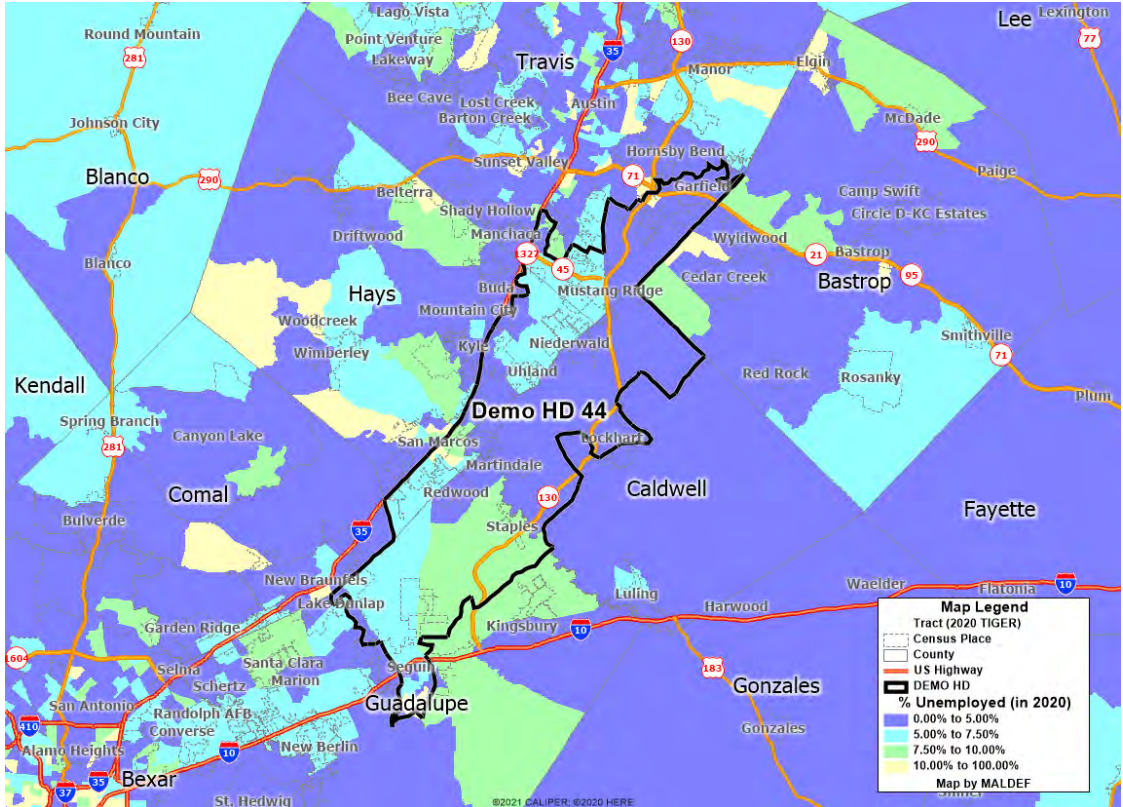 Lago Vista
Lee
Lexington
Round Mountain
281
Point Venture
Lakeway
35
130
77
Travis
Manor
Elgin
Bee Cave
Lost Creek
Austin
Barton Creek
McDade
Johnson City
290
Hornsby Bend
Sunset Valley
Blanco
290
71
Garfield
Paige
Belterra
Camp Swift
Shady Hollow
Circle D-KC Estates
Driftwood
Manchaca
Wyldwood
21
Bastrop
1327
45
Blanco
Cedar Creek
95
Buda
Mustang Ridge
Bastrop
Hays
Mountain City
Woodcreek
Smithville
Kyle
Niederwald
Wimberley
71
Uhland
Red Rock
Rosanky
Kendall
Plum
Demo HD 44
Spring Branch
Canyon Lake
San Marcos
Lockhart
281
Martindale
Comal
Redwood
130
Caldwell
Bulverde
Staples
Fayette
35
New Braunfels
Waelder
10
Flatonia
Luling
Harwood
Lake Dunlap
Garden Ridge
Kingsbury
10
1604
Selma
Santa Clara
Seguin
183
Schertz
Marion
Gonzales
San Antonio
Guadalupe
Randolph AFB
410
Converse
Gonzales
Alamo Heights
New Berlin
10
35
Bexar
37
St. Hedwig
Map Legend
Tract (2020 TIGER)
Census Place
County
US Highway
DEMO HD
% Unemployed (in 2020)
0.00% to 5.00%
5.00% to 7.50%
7.50% to 10.00%
10.00% to 100.00%
Map by MALDEF
©2021 CALIPER; ©2020 HERE